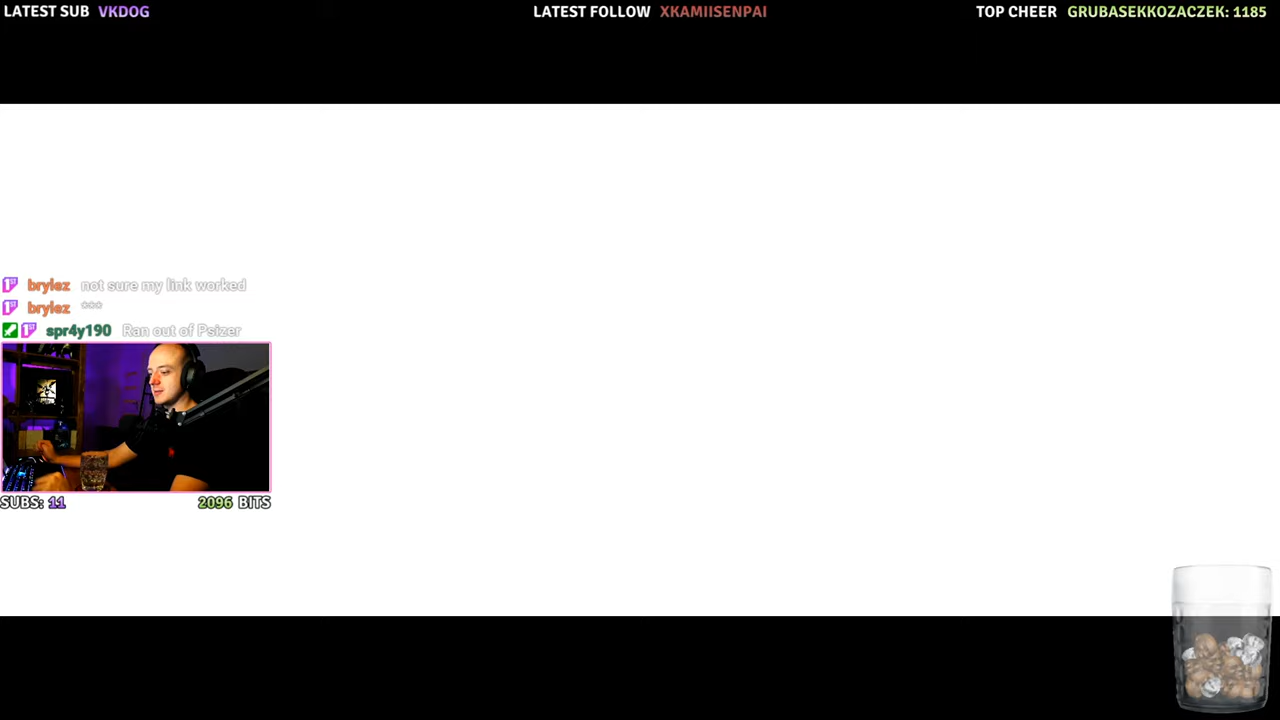 LATEST SUB VKDOG
LATEST FOLLOW XKAMIISENPAI
TOP CHEER GRUBASEKKOZACZEK: 1185
brylez not sure my link worked
brylez ***
spr4y190 Ran out of Psizer
SUBS: 11
2096 BITS